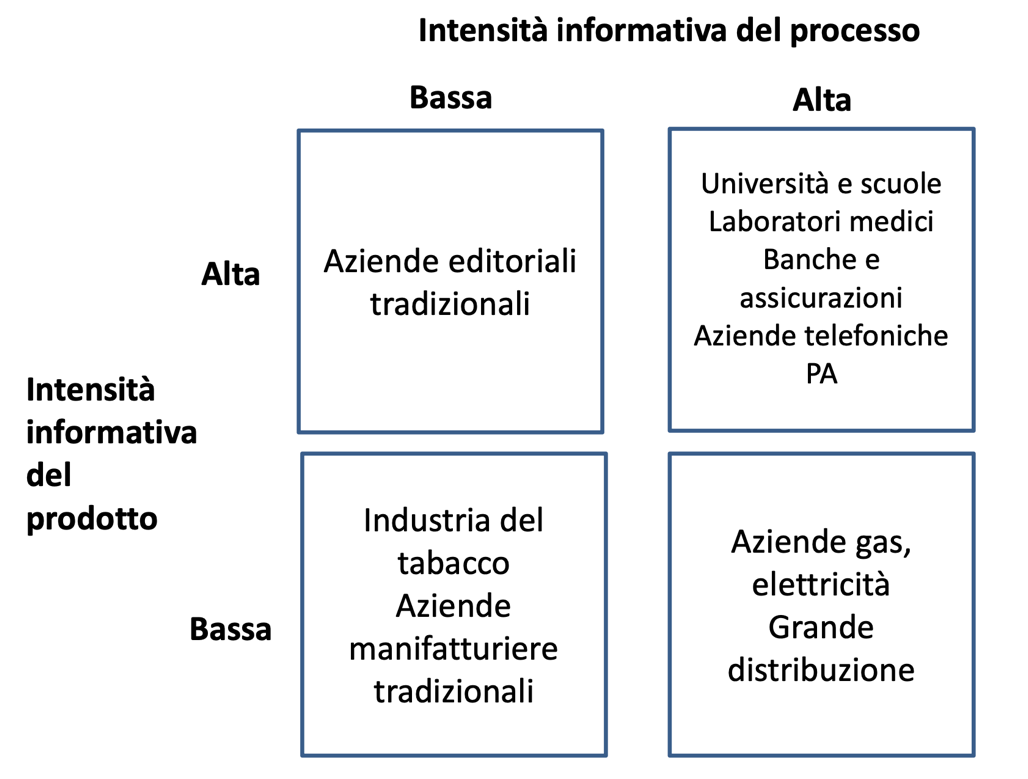 Intensità informativa del processo
Bassa
Alta
Alta
Aziende editoriali
tradizionali
Università e scuole
Laboratori medici
Banche e
assicurazioni
Aziende telefoniche
PA
Intensità
informativa
del
prodotto
Bassa
Industria del
tabacco
Aziende
manifatturiere
tradizionali
Aziende gas,
elettricità
Grande
distribuzione